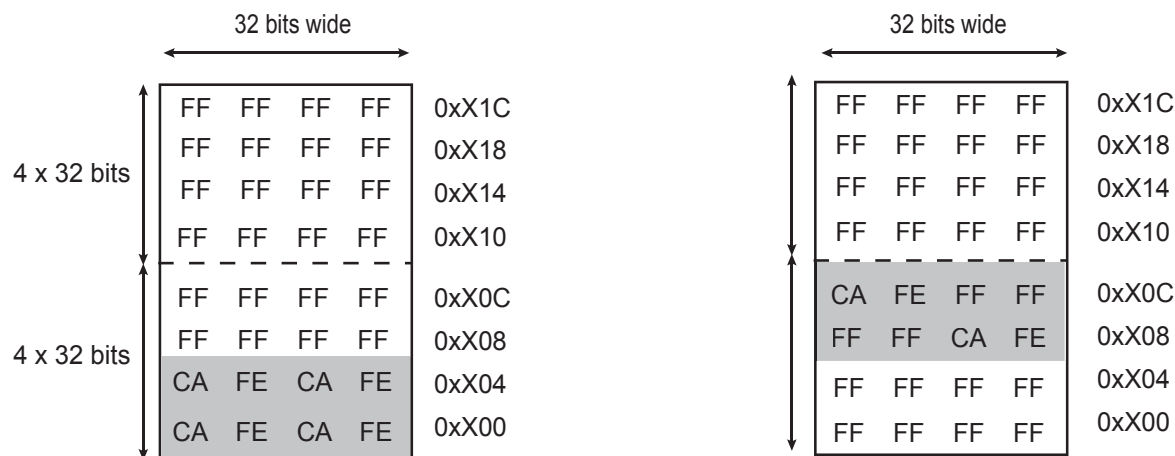 32 bits wide
FF FF FF FF 0xX1C
FF FF FF FF 0xX18
4 x 32 bits
FF FF FF FF 0xX14
FF FF FF FF 0xX10
FF FF FF FF 0xX0C
FF FF FF FF 0xX08
4 x 32 bits
CA FE CA FE 0xX04
CA FE CA FE 0xX00
32 bits wide
FF FF FF FF 0xX1C
FF FF FF FF 0xX18
FF FF FF FF 0xX14
FF FF FF FF 0xX10
CA FE FF FF 0xX0C
FF FF CA FE 0xX08
FF FF FF FF 0xX04
FF FF FF FF 0xX00